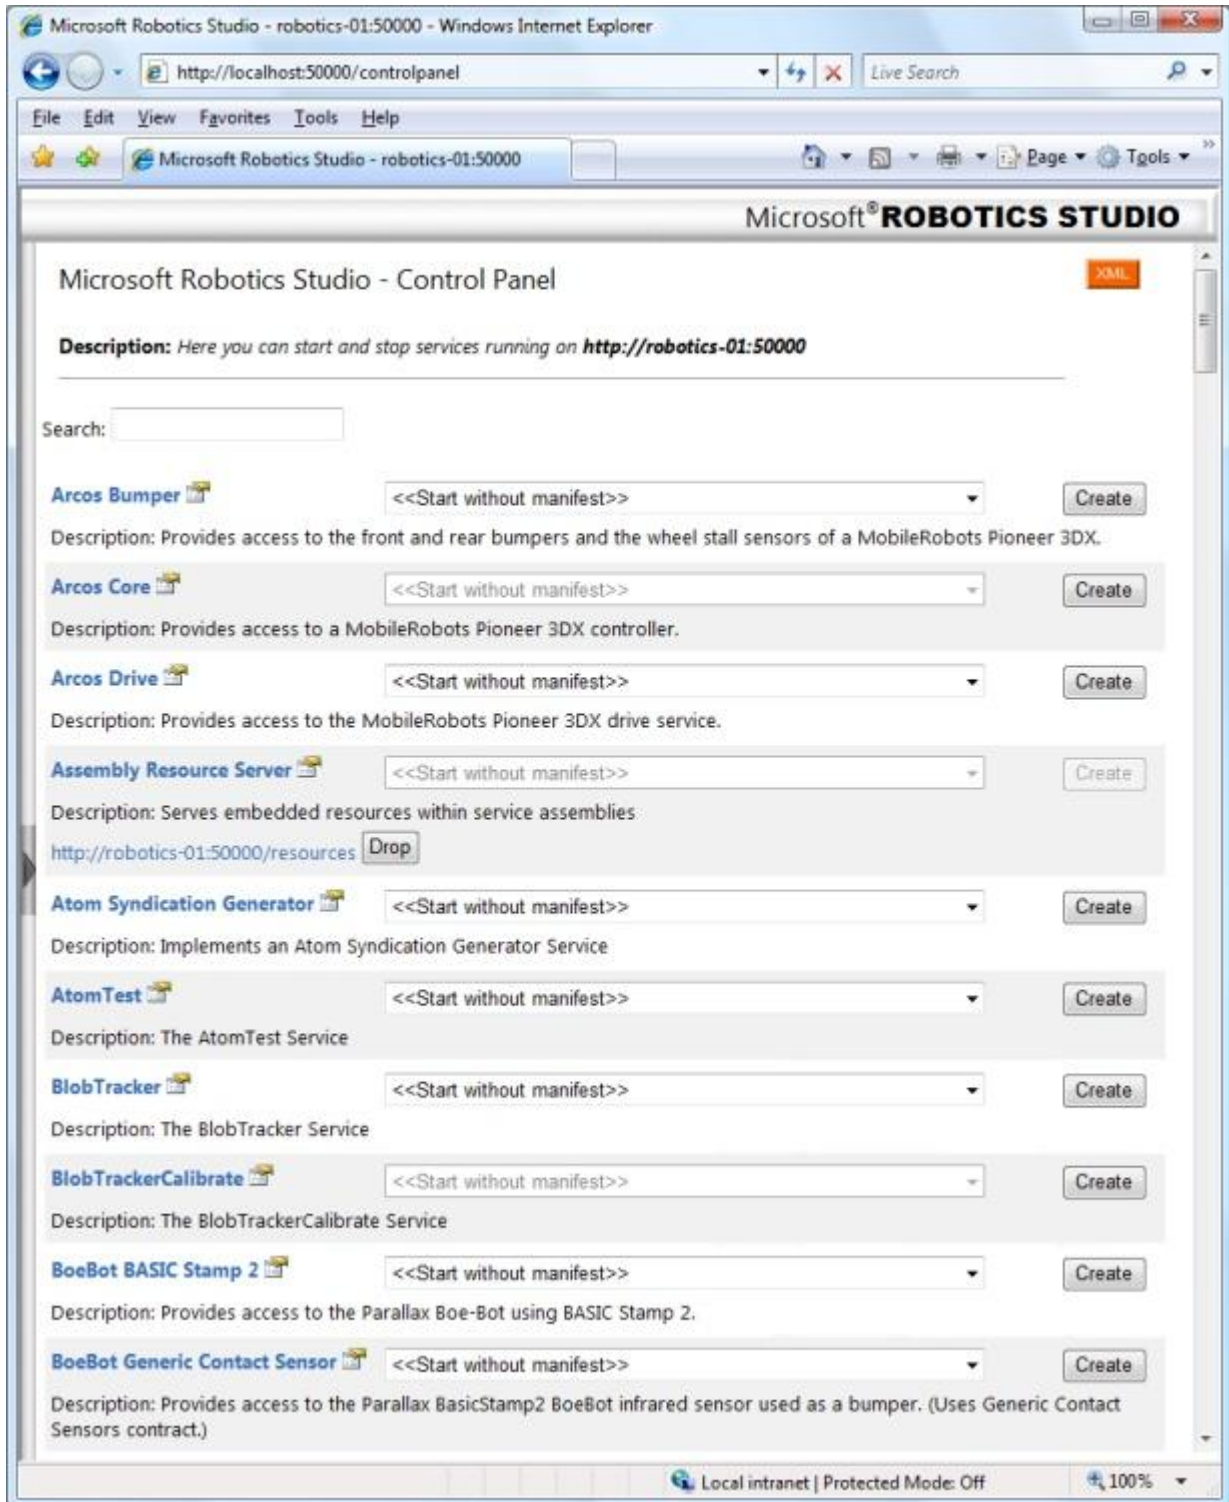 Microsoft Robotics Studio - robotics-01:50000 - Windows Internet Explorer
http://localhost:50000/controlpanel
Live Search
File Edit View Favorites Tools Help
Microsoft Robotics Studio - robotics-01:50000
Page Tools
Microsoft®ROBOTICS STUDIO
Microsoft Robotics Studio - Control Panel
XML
Description: Here you can start and stop services running on http://robotics-01:50000
Search:
Arcos Bumper <<Start without manifest>> Create
Description: Provides access to the front and rear bumpers and the wheel stall sensors of a MobileRobots Pioneer 3DX.
Arcos Core <<Start without manifest>> Create
Description: Provides access to a MobileRobots Pioneer 3DX controller.
Arcos Drive <<Start without manifest>> Create
Description: Provides access to the MobileRobots Pioneer 3DX drive service.
Assembly Resource Server <<Start without manifest>> Create
Description: Serves embedded resources within service assemblies
http://robotics-01:50000/resources Drop
Atom Syndication Generator <<Start without manifest>> Create
Description: Implements an Atom Syndication Generator Service
AtomTest <<Start without manifest>> Create
Description: The AtomTest Service
BlobTracker <<Start without manifest>> Create
Description: The BlobTracker Service
BlobTrackerCalibrate <<Start without manifest>> Create
Description: The BlobTrackerCalibrate Service
BoeBot BASIC Stamp 2 <<Start without manifest>> Create
Description: Provides access to the Parallax Boe-Bot using BASIC Stamp 2.
BoeBot Generic Contact Sensor <<Start without manifest>> Create
Description: Provides access to the Parallax BasicStamp2 BoeBot infrared sensor used as a bumper. (Uses Generic Contact
Sensors contract.)
Local intranet | Protected Mode: Off 100%